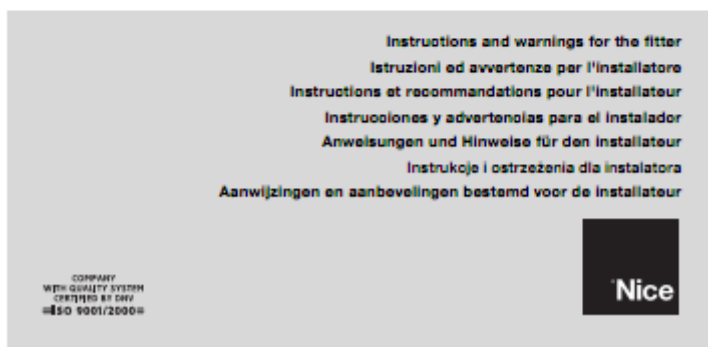 Instructions and warnings for the fitter
Istruzioni ed avvertenze per l'installatore
Instructions et recommandations pour l'installateur
Instrucciones y advertencias para el instalador
Anweisungen und Hinweise für den installateur
Instrukcje i ostrzeżenia dla instalatora
Aanwijzingen en aanbevelingen bestemd voor de installateur
COMPANY
WITH QUALITY SYSTEM
CERTIFIED BY DNV
=ISO 9001/2000=
Nice